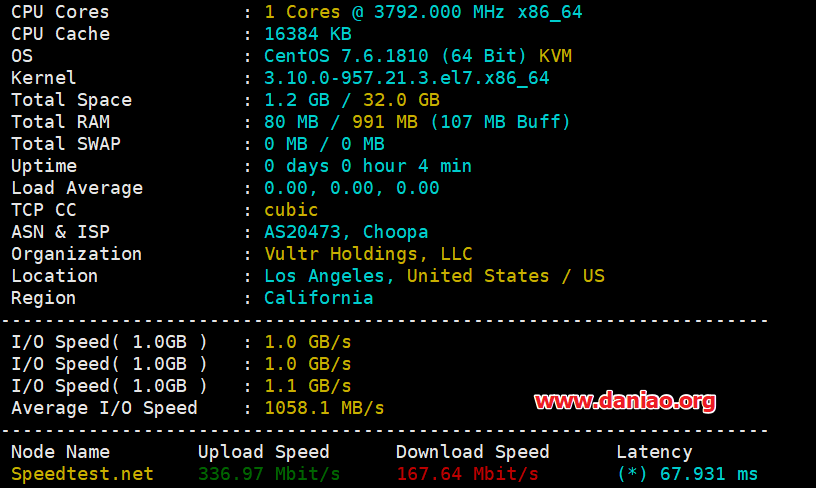 CPU Cores : 1 Cores @ 3792.000 MHz x86_64
CPU Cache : 16384 KB
OS : CentOS 7.6.1810 (64 Bit) KVM
Kernel : 3.10.0-957.21.3.el7.x86_64
Total Space : 1.2 GB / 32.0 GB
Total RAM : 80 MB / 991 MB (107 MB Buff)
Total SWAP : 0 MB / 0 MB
Uptime : 0 days 0 hour 4 min
Load Average : 0.00, 0.00, 0.00
TCP CC : cubic
ASN & ISP : AS20473, Choopa
Organization : Vultr Holdings, LLC
Location : Los Angeles, United States / US
Region : California
----------------------------------------------------------------------
I/O Speed( 1.0GB ) : 1.0 GB/s
I/O Speed( 1.0GB ) : 1.0 GB/s
I/O Speed( 1.0GB ) : 1.1 GB/s
Average I/O Speed : 1058.1 MB/s
www.daniao.org
----------------------------------------------------------------------
Node Name Upload Speed Download Speed Latency
Speedtest.net 336.97 Mbit/s 167.64 Mbit/s (*) 67.931 ms